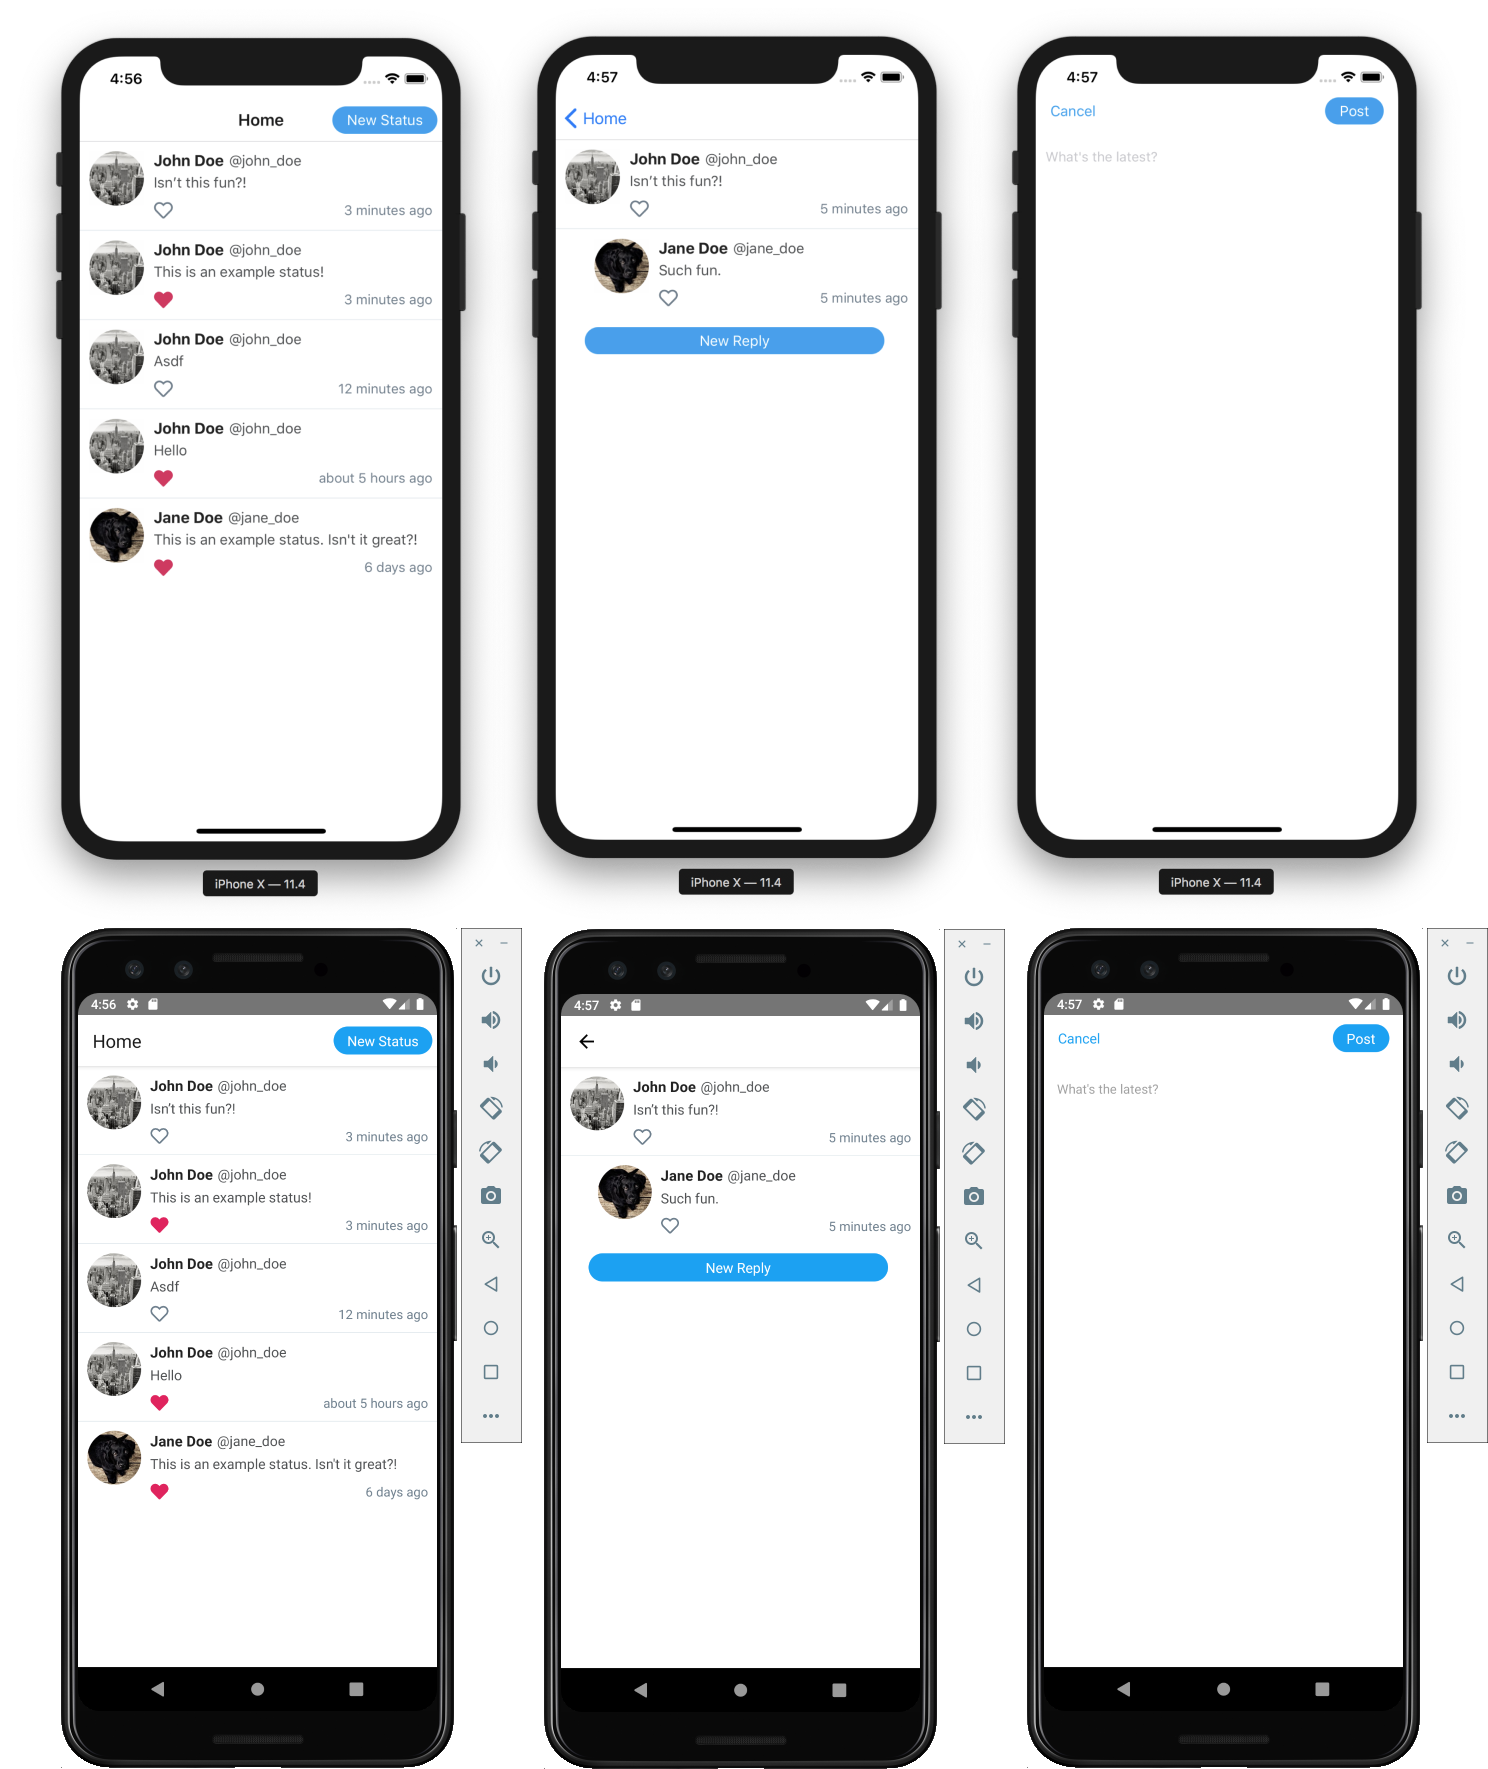 4:56
Home
New Status
John Doe @john_doe
Isn’t this fun?!
3 minutes ago
John Doe @john_doe
This is an example status!
3 minutes ago
John Doe @john_doe
Asdf
12 minutes ago
John Doe @john_doe
Hello
about 5 hours ago
Jane Doe @jane_doe
This is an example status. Isn't it great?!
6 days ago
iPhone X — 11.4
4:57
Home
John Doe @john_doe
Isn’t this fun?!
5 minutes ago
Jane Doe @jane_doe
Such fun.
5 minutes ago
New Reply
iPhone X — 11.4
4:57
Cancel
Post
What's the latest?
iPhone X — 11.4
4:56
Home
New Status
John Doe @john_doe
Isn’t this fun?!
3 minutes ago
John Doe @john_doe
This is an example status!
3 minutes ago
John Doe @john_doe
Asdf
12 minutes ago
John Doe @john_doe
Hello
about 5 hours ago
Jane Doe @jane_doe
This is an example status. Isn't it great?!
6 days ago
4:57
John Doe @john_doe
Isn’t this fun?!
5 minutes ago
Jane Doe @jane_doe
Such fun.
5 minutes ago
New Reply
4:57
Cancel
Post
What's the latest?